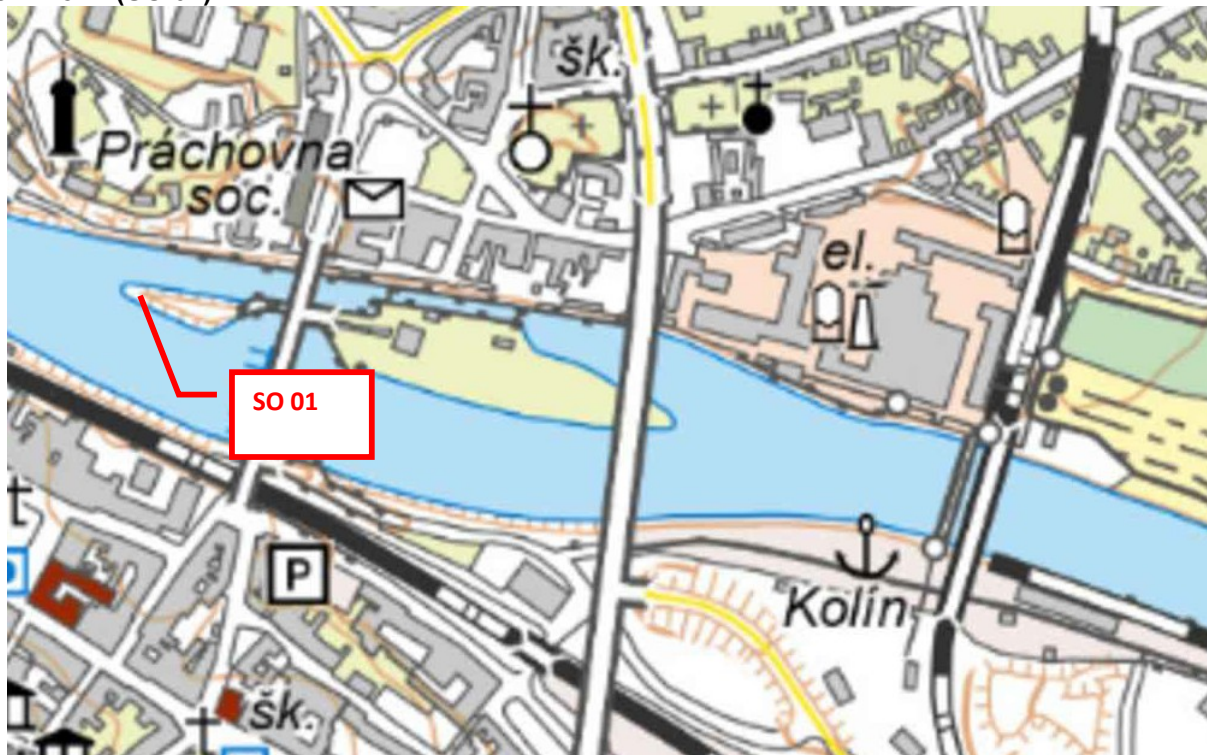 šk.
Práchovna
soc.
el.
SO 01
P
Kolín
šk.